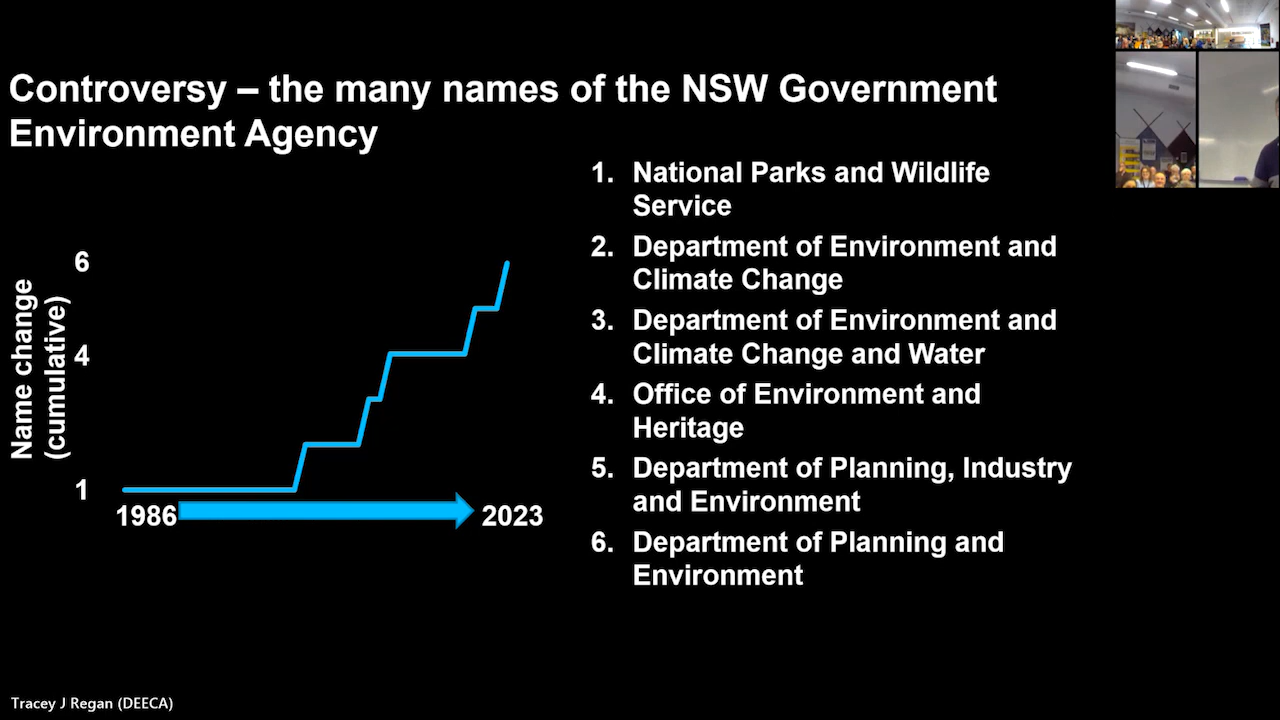 Controversy – the many names of the NSW Government
Environment Agency
1. National Parks and Wildlife
Service
2. Department of Environment and
Climate Change
3. Department of Environment and
Climate Change and Water
4. Office of Environment and
Heritage
5. Department of Planning, Industry
and Environment
6. Department of Planning and
Environment
Name change
(cumulative)
6
4
1
1986
2023
Tracey J Regan (DEECA)